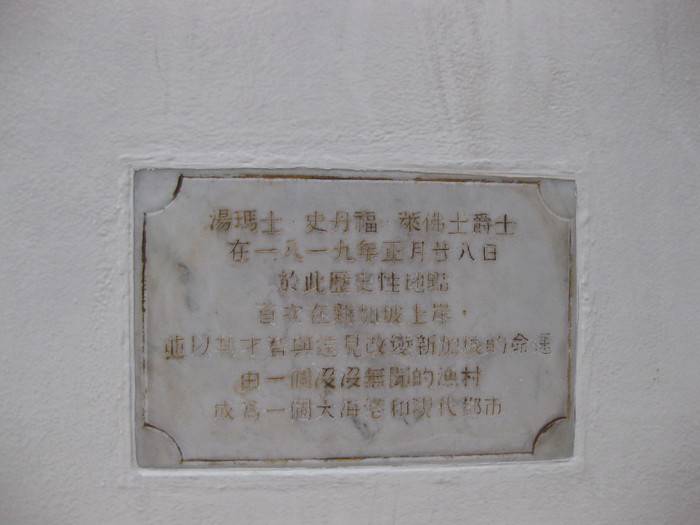 湯瑪士 史丹福 萊佛士爵士
在一八一九年正月廿八日
於此歷史性地點
首次在新加坡上岸，
並以其才智與遠見改變新加坡的命運
由一個沒沒無聞的漁村
成為一個大海港和現代都市